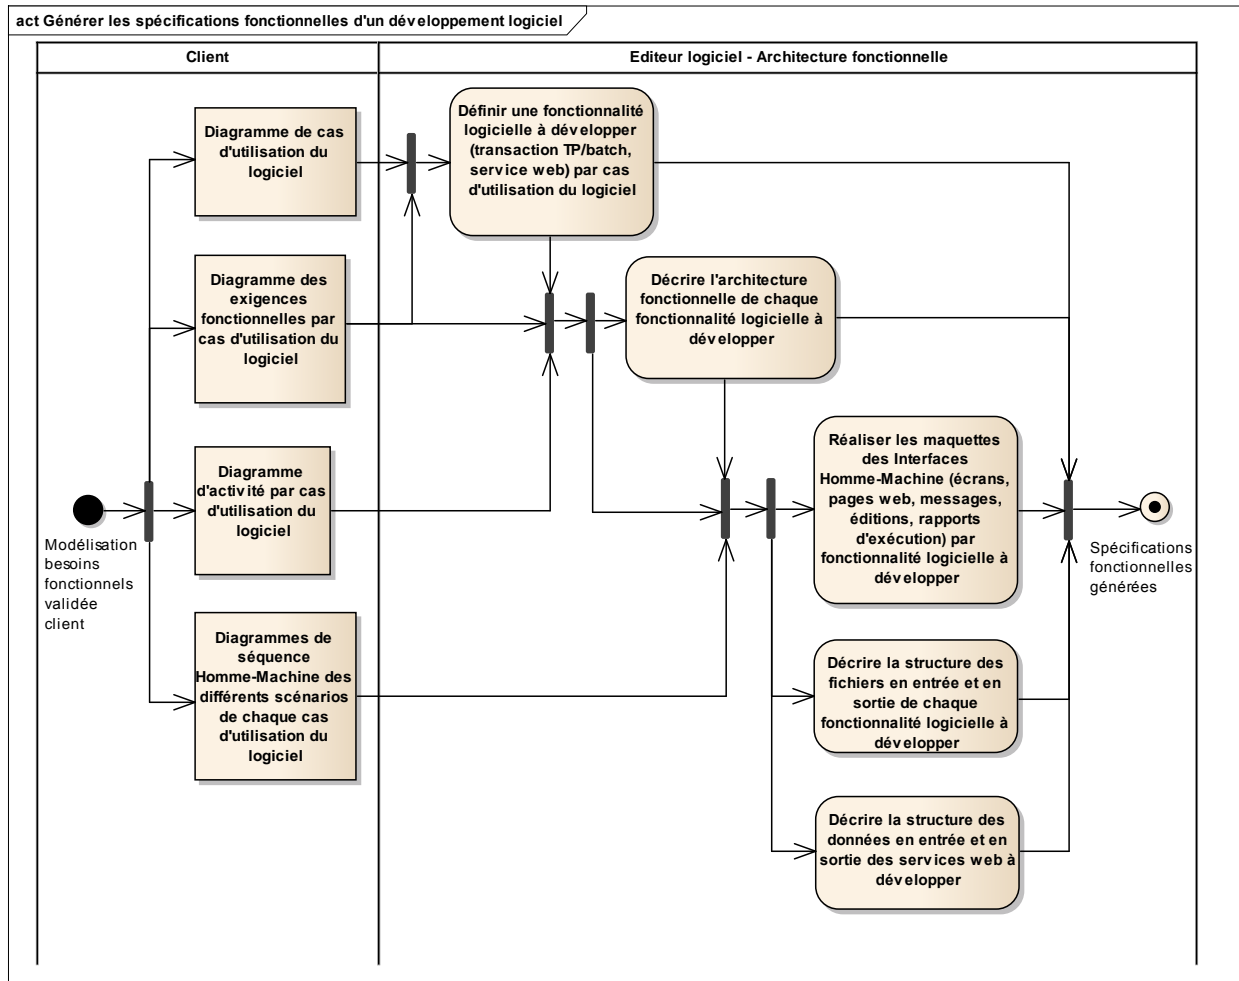 act Générer les spécifications fonctionnelles d'un développement logiciel
Client
Editeur logiciel - Architecture fonctionnelle
Diagramme de cas
d'utilisation du
logiciel
Définir une fonctionnalité
logicielle à développer
(transaction TP/batch,
service web) par cas
d'utilisation du logiciel
Diagramme des
exigences
fonctionnelles par
cas d'utilisation du
logiciel
Décrire l'architecture
fonctionnelle de chaque
fonctionnalité logicielle à
développer
Diagramme
d'activité par cas
d'utilisation du
logiciel
Réaliser les maquettes
des Interfaces
Homme-Machine (écrans,
pages web, messages,
éditions, rapports
d'exécution) par
fonctionnalité logicielle à
développer
Modélisation
besoins
fonctionnels
validée
client
Spécifications
fonctionnelles
générées
Diagrammes de
séquence
Homme-Machine des
différents scénarios
de chaque cas
d'utilisation du
logiciel
Décrire la structure des
fichiers en entrée et en
sortie de chaque
fonctionnalité logicielle à
développer
Décrire la structure des
données en entrée et en
sortie des services web à
développer